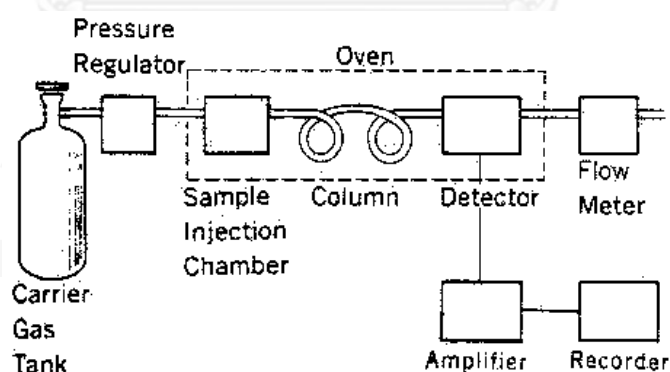 Pressure
Regulator
Oven
Sample
Injection
Chamber
Column
Detector
Flow
Meter
Carrier
Gas
Tank
Amplifier
Recorder